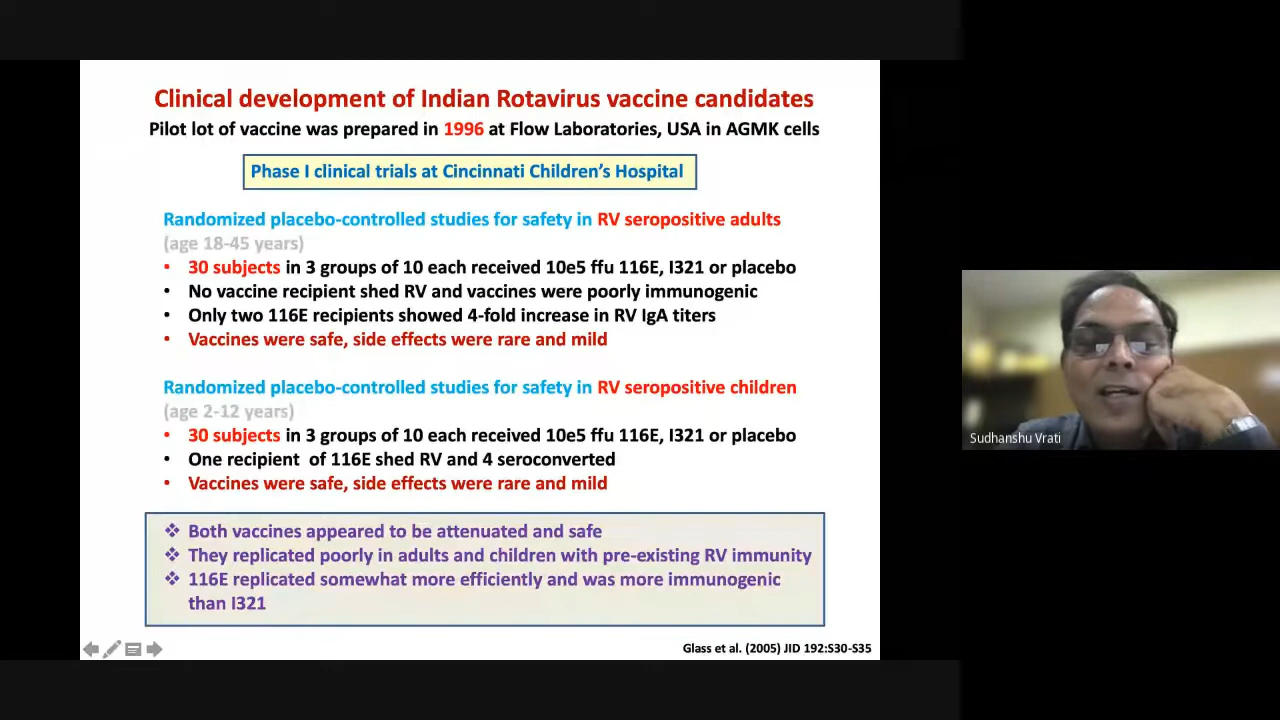 Clinical development of Indian Rotavirus vaccine candidates
Pilot lot of vaccine was prepared in 1996 at Flow Laboratories, USA in AGMK cells
Phase I clinical trials at Cincinnati Children's Hospital
Randomized placebo-controlled studies for safety in RV seropositive adults
(age 18-45 years)
• 30 subjects in 3 groups of 10 each received 10e5 ffu 116E, I321 or placebo
• No vaccine recipient shed RV and vaccines were poorly immunogenic
• Only two 116E recipients showed 4-fold increase in RV IgA titers
• Vaccines were safe, side effects were rare and mild
Randomized placebo-controlled studies for safety in RV seropositive children
(age 2-12 years)
• 30 subjects in 3 groups of 10 each received 10e5 ffu 116E, I321 or placebo
• One recipient of 116E shed RV and 4 seroconverted
• Vaccines were safe, side effects were rare and mild
❖ Both vaccines appeared to be attenuated and safe
❖ They replicated poorly in adults and children with pre-existing RV immunity
❖ 116E replicated somewhat more efficiently and was more immunogenic
than I321
Glass et al. (2005) JID 192:S30-S35
Sudhanshu Vrati